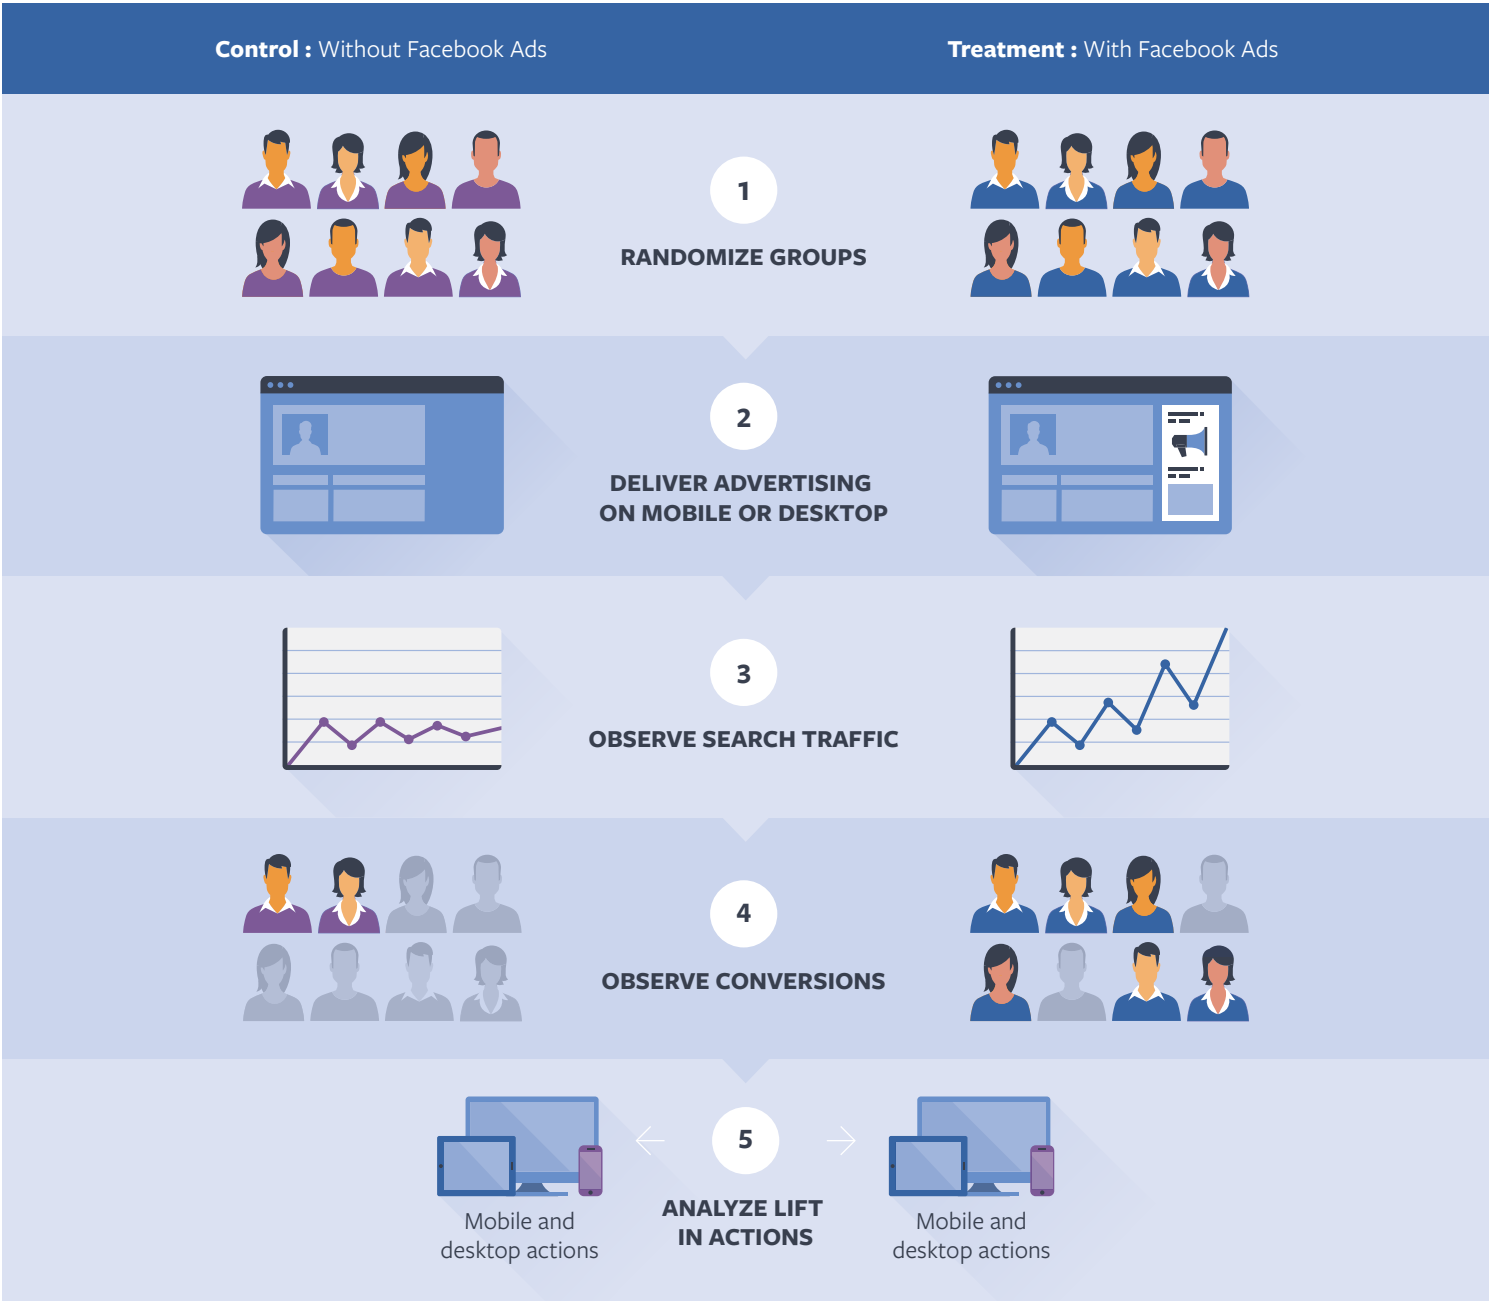 Control : Without Facebook Ads
Treatment : With Facebook Ads
1
RANDOMIZE GROUPS
2
DELIVER ADVERTISING
ON MOBILE OR DESKTOP
3
OBSERVE SEARCH TRAFFIC
4
OBSERVE CONVERSIONS
5
ANALYZE LIFT
IN ACTIONS
Mobile and
desktop actions
Mobile and
desktop actions